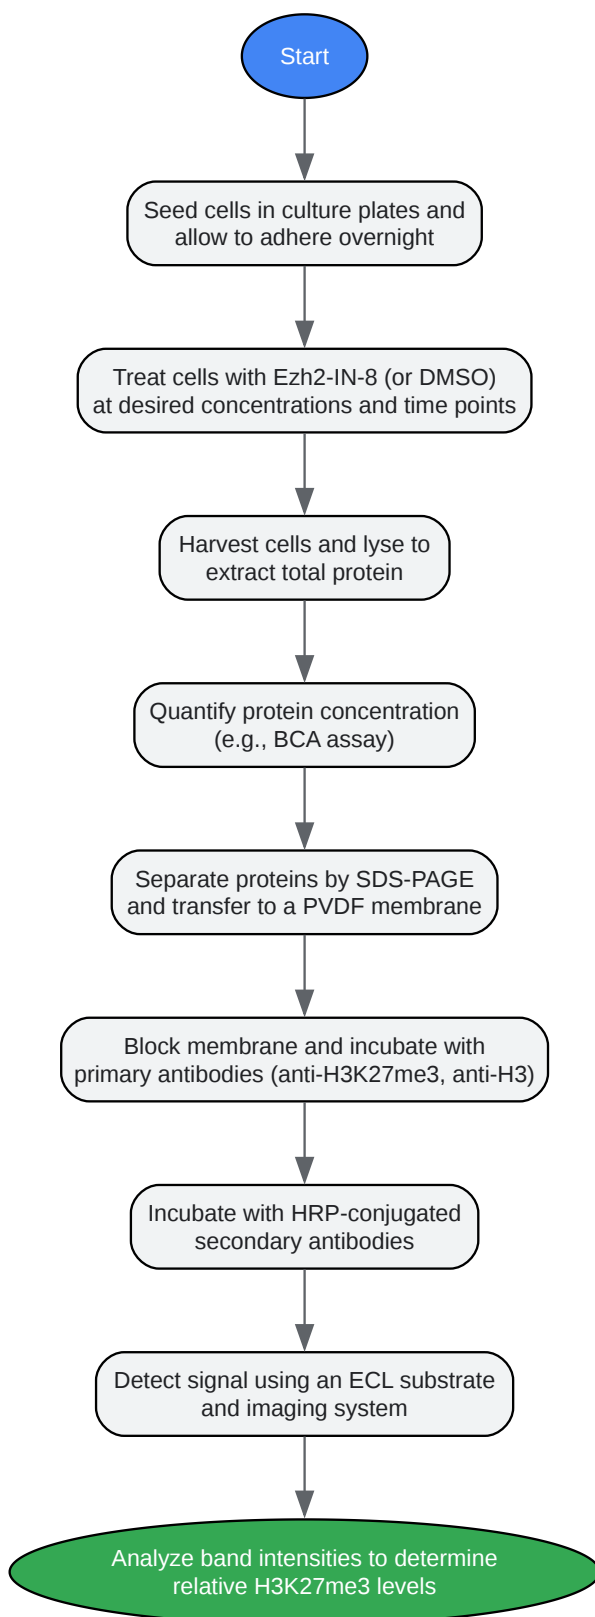 Start
Seed cells in culture plates and
allow to adhere overnight
Treat cells with Ezh2-IN-8 (or DMSO)
at desired concentrations and time points
Harvest cells and lyse to
extract total protein
Quantify protein concentration
(e.g., BCA assay)
Separate proteins by SDS-PAGE
and transfer to a PVDF membrane
Block membrane and incubate with
primary antibodies (anti-H3K27me3, anti-H3)
Incubate with HRP-conjugated
secondary antibodies
Detect signal using an ECL substrate
and imaging system
Analyze band intensities to determine
relative H3K27me3 levels